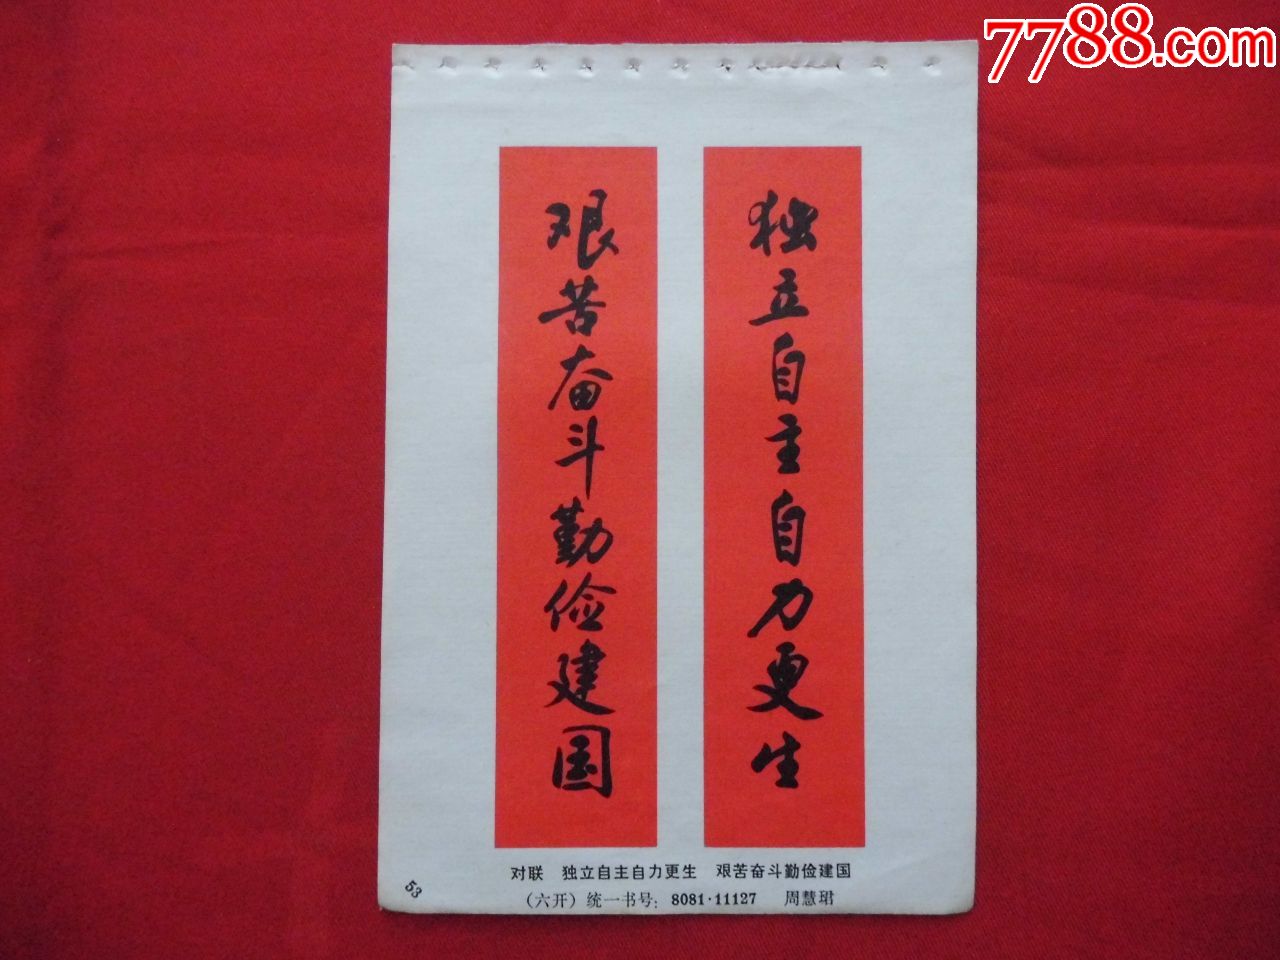 7788.com
独立自主自力更生
艰苦奋斗勤俭建国
对联 独立自主自力更生 艰苦奋斗勤俭建国
（六开）统一书号：8081·11127 周慧珺
53